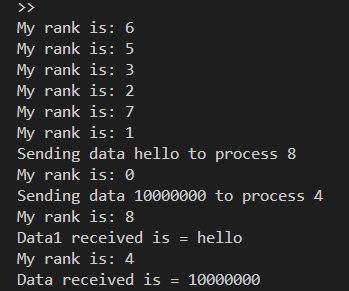 >>
My rank is: 6
My rank is: 5
My rank is: 3
My rank is: 2
My rank is: 7
My rank is: 1
Sending data hello to process 8
My rank is: 0
Sending data 10000000 to process 4
My rank is: 8
Data1 received is = hello
My rank is: 4
Data received is = 10000000